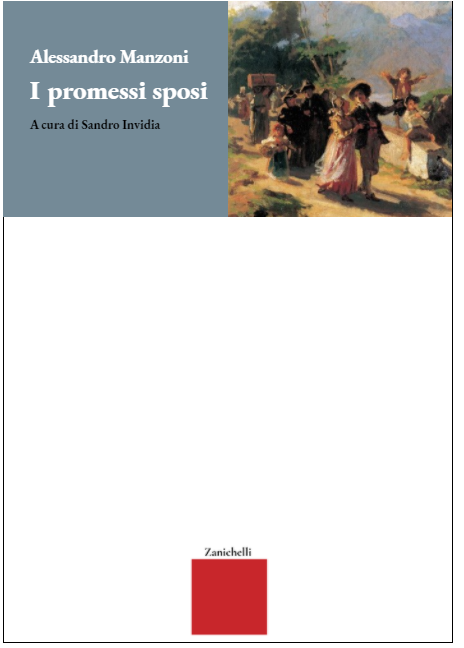 Alessandro Manzoni
I promessi sposi
A cura di Sandro Invidia
Zanichelli